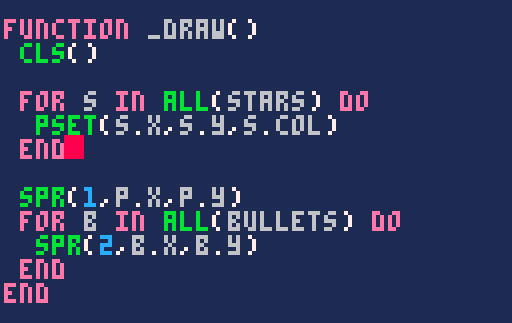 FUNCTION _DRAW()
 CLS()

 FOR S IN ALL(STARS) DO
  PSET(S.X,S.Y,S.COL)
 END

 SPR(1,P.X,P.Y)
 FOR B IN ALL(BULLETS) DO
  SPR(2,B.X,B.Y)
 END
END